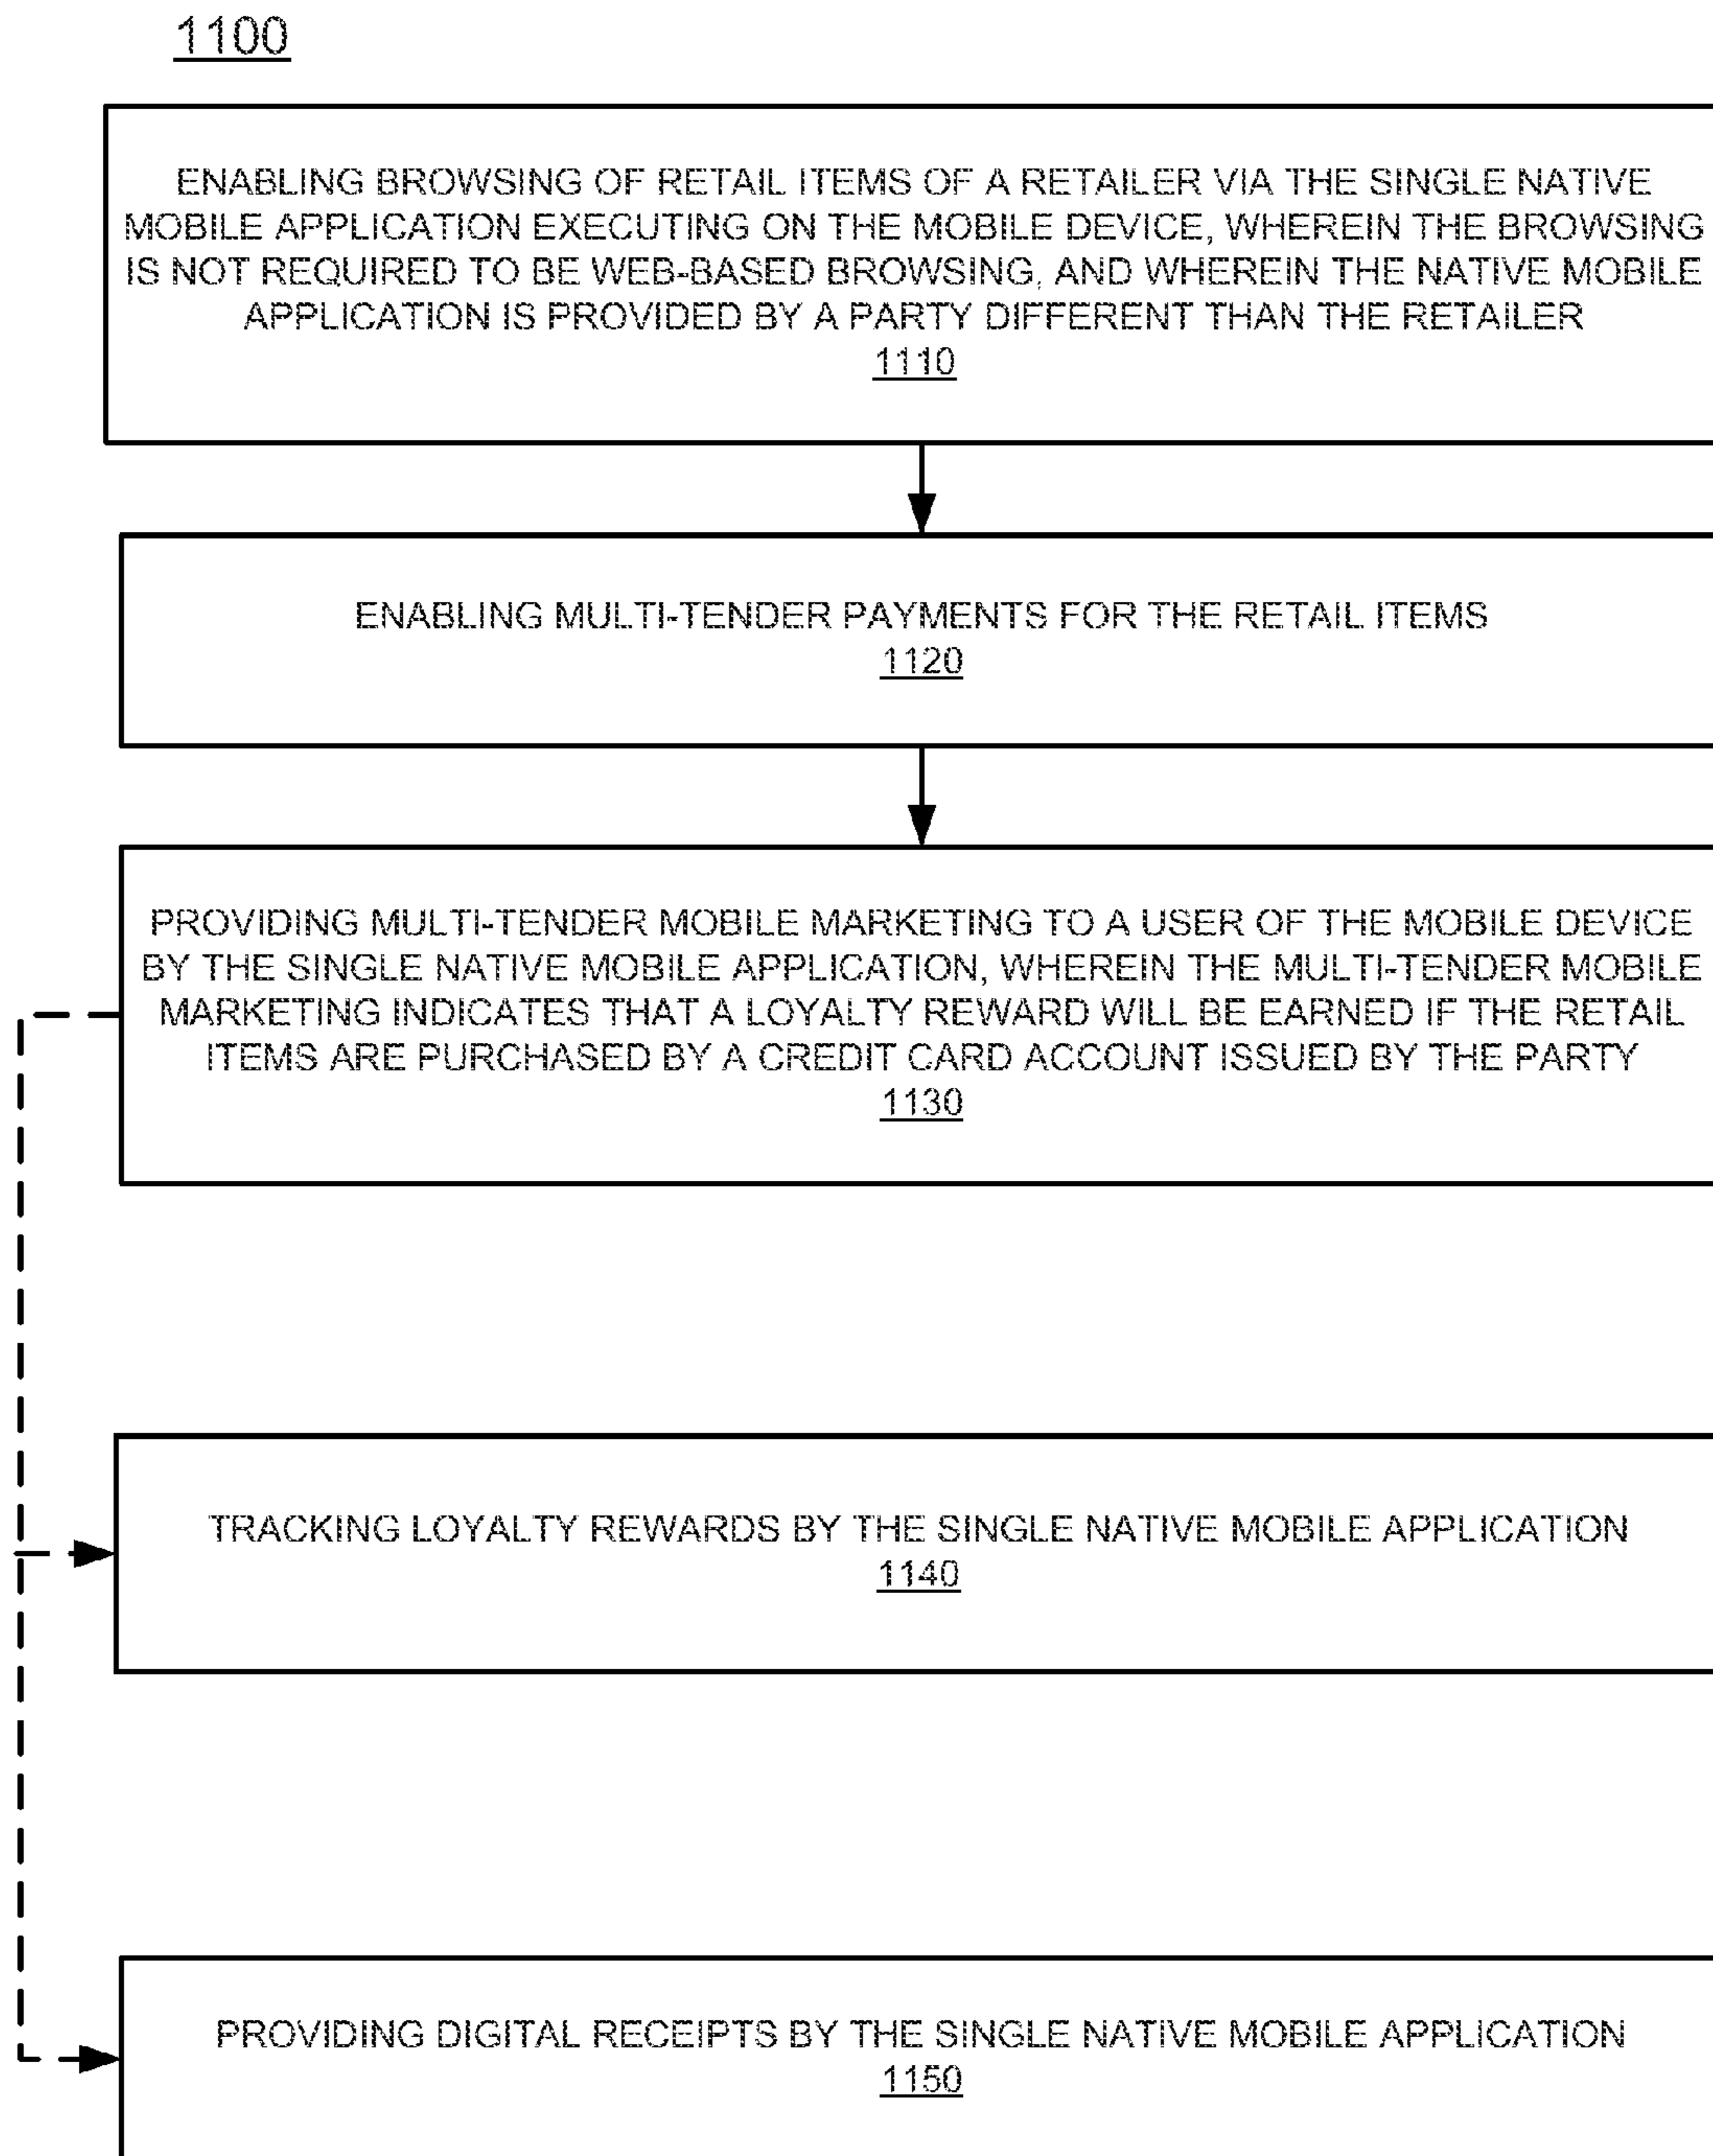 1100
ENABLING BROWSING OF RETAIL ITEMS OF A RETAILER VIA THE SINGLE NATIVE
MOBILE APPLICATION EXECUTING ON THE MOBILE DEVICE, WHEREIN THE BROWSING
IS NOT REQUIRED TO BE WEB-BASED BROWSING, AND WHEREIN THE NATIVE MOBILE
APPLICATION IS PROVIDED BY A PARTY DIFFERENT THAN THE RETAILER
1110
ENABLING MULTI-TENDER PAYMENTS FOR THE RETAIL ITEMS
1120
PROVIDING MULTI-TENDER MOBILE MARKETING TO A USER OF THE MOBILE DEVICE
BY THE SINGLE NATIVE MOBILE APPLICATION, WHEREIN THE MULTI-TENDER MOBILE
MARKETING INDICATES THAT A LOYALTY REWARD WILL BE EARNED IF THE RETAIL
ITEMS ARE PURCHASED BY A CREDIT CARD ACCOUNT ISSUED BY THE PARTY
1130
TRACKING LOYALTY REWARDS BY THE SINGLE NATIVE MOBILE APPLICATION
1140
PROVIDING DIGITAL RECEIPTS BY THE SINGLE NATIVE MOBILE APPLICATION
1150